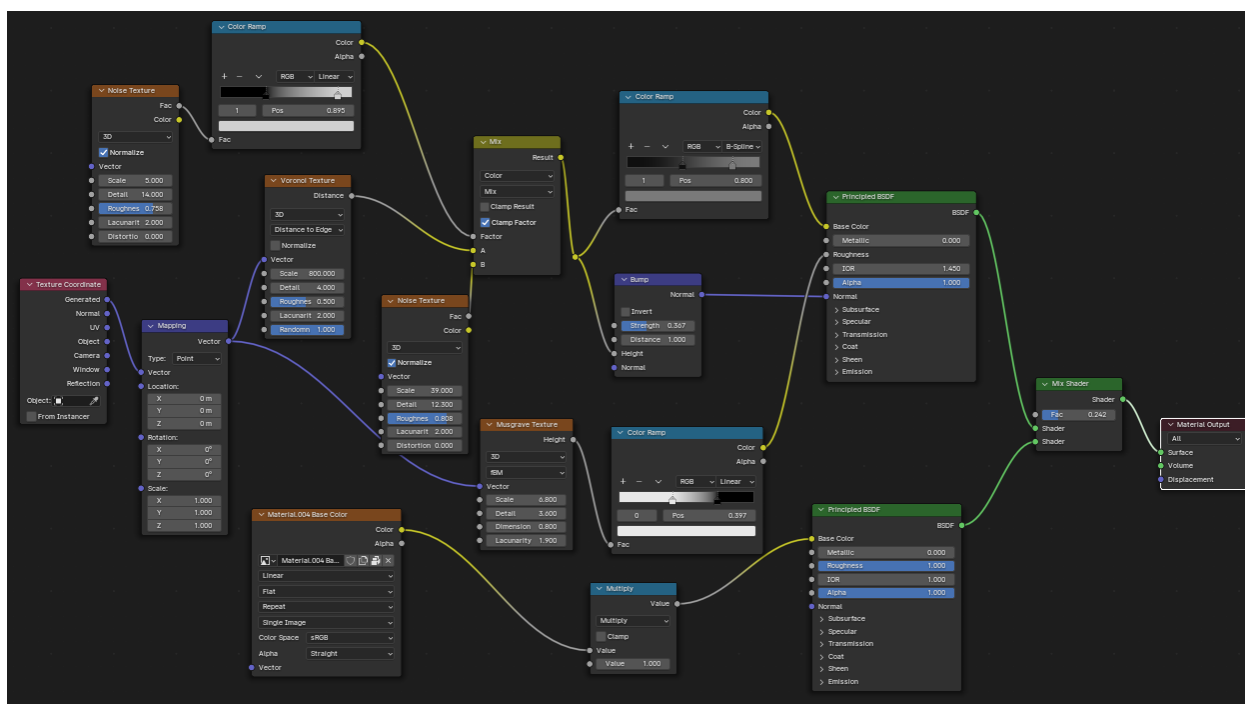 Color Ramp
Color
Alpha
RGB
Linear
1
Pos
0.895
Fac
Noise Texture
Fac
Color
3D
Normalize
Vector
Scale 5.000
Detail 14.000
Roughnes 0.758
Lacunarit 2.000
Distortio 0.000
Voronoi Texture
Distance
3D
Distance to Edge
Normalize
Vector
Scale 800.000
Detail 4.000
Roughnes 0.500
Lacunarit 2.000
Randomn 1.000
Texture Coordinate
Generated
Normal
UV
Object
Camera
Window
Reflection
Object:
From Instancer
Mapping
Vector
Type: Point
Vector
Location:
X 0 m
Y 0 m
Z 0 m
Rotation:
X 0°
Y 0°
Z 0°
Scale:
X 1.000
Y 1.000
Z 1.000
Noise Texture
Fac
Color
3D
Normalize
Vector
Scale 39.000
Detail 12.300
Roughnes 0.808
Lacunarit 2.000
Distortion 0.000
Mix
Result
Color
Mix
Clamp Result
Clamp Factor
Factor
A
B
Musgrave Texture
Height
3D
fBM
Vector
Scale 6.800
Detail 3.600
Dimension 0.800
Lacunarity 1.900
Material.004 Base Color
Color
Alpha
Material.004 Ba...
Linear
Flat
Repeat
Single Image
Color Space sRGB
Alpha Straight
Vector
Color Ramp
Color
Alpha
RGB
B-Spline
1
Pos
0.800
Fac
Bump
Normal
Invert
Strength 0.367
Distance 1.000
Height
Normal
Color Ramp
Color
Alpha
RGB
Linear
0
Pos
0.397
Fac
Multiply
Value
Multiply
Clamp
Value
Value 1.000
Principled BSDF
BSDF
Base Color
Metallic 0.000
Roughness
IOR 1.450
Alpha 1.000
Normal
Subsurface
Specular
Transmission
Coat
Sheen
Emission
Principled BSDF
BSDF
Base Color
Metallic 0.000
Roughness 1.000
IOR 1.000
Alpha 1.000
Normal
Subsurface
Specular
Transmission
Coat
Sheen
Emission
Mix Shader
Shader
Fac 0.242
Shader
Shader
Material Output
All
Surface
Volume
Displacement